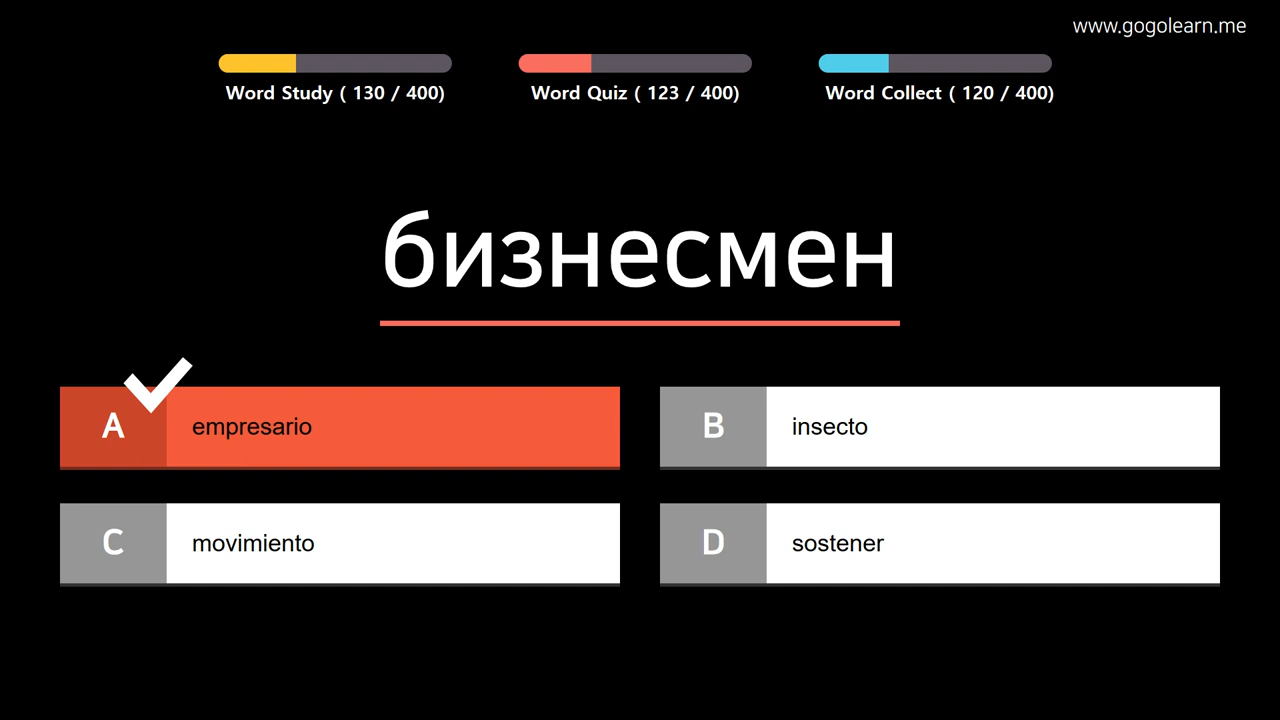 www.gogolearn.me
Word Study ( 130 / 400)
Word Quiz ( 123 / 400)
Word Collect ( 120 / 400)
бизнесмен
A empresario
B insecto
C movimiento
D sostener